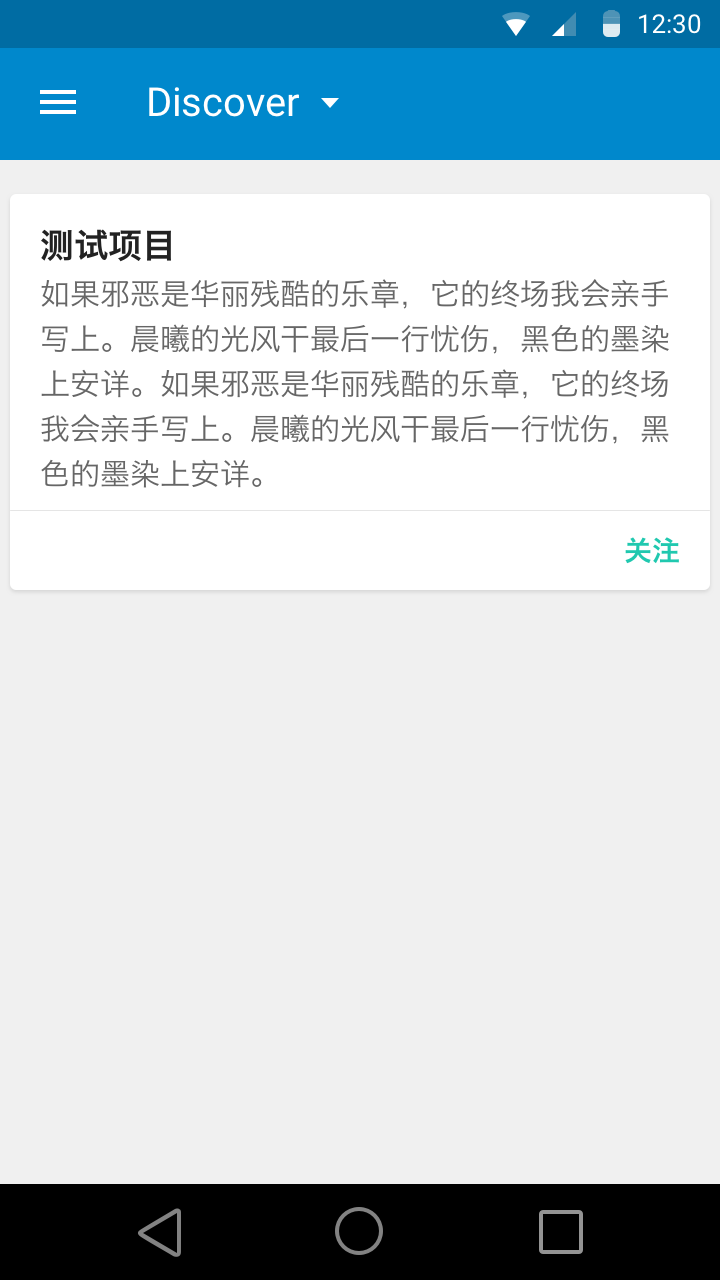 12:30
Discover
测试项目
如果邪恶是华丽残酷的乐章，它的终场我会亲手
写上。晨曦的光风干最后一行忧伤，黑色的墨染
上安详。如果邪恶是华丽残酷的乐章，它的终场
我会亲手写上。晨曦的光风干最后一行忧伤，黑
色的墨染上安详。
关注